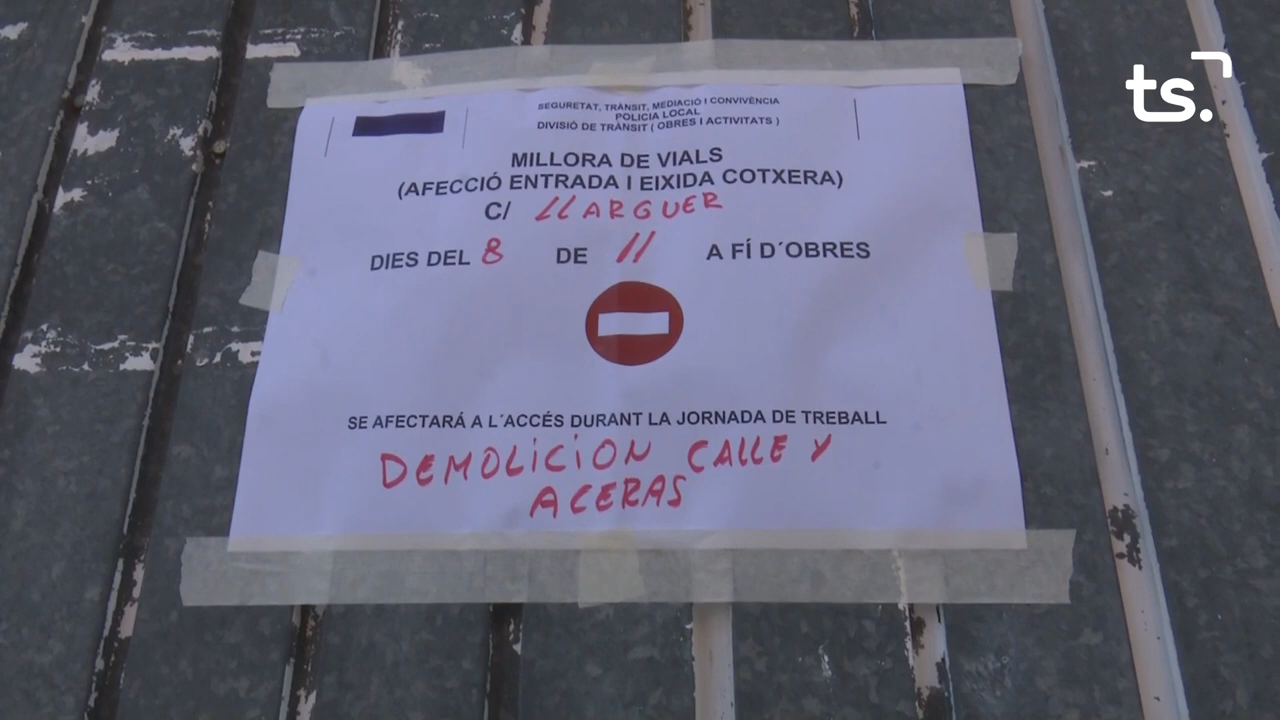 ts.
SEGURETAT, TRÀNSIT, MEDIACIÓ I CONVIVÈNCIA
POLICIA LOCAL
DIVISIÓ DE TRÀNSIT ( OBRES I ACTIVITATS )
MILLORA DE VIALS
(AFECCIÓ ENTRADA I EIXIDA COTXERA)
C/ LLARGUER
DIES DEL 8 DE 11 A FÍ D´OBRES
SE AFECTARÁ A L´ACCÉS DURANT LA JORNADA DE TREBALL
DEMOLICION CALLE Y
ACERAS